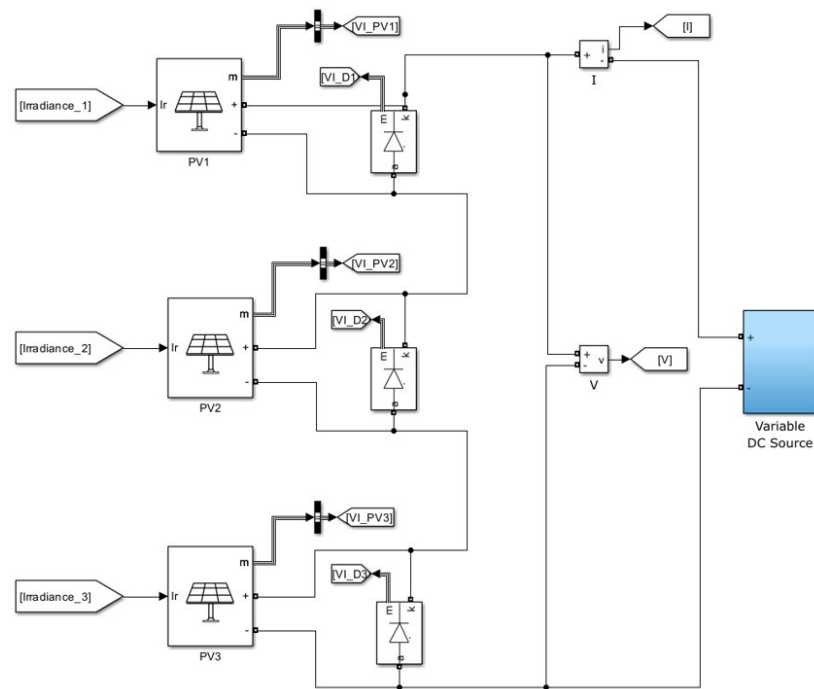 [VI_PV1]
[I]
[VI_D1]
m
+
-
i
I
[Irradiance_1]
Ir
+
-
m
k
a
PV1
[VI_PV2]
m
[VI_D2]
[Irradiance_2]
Ir
+
-
m
k
a
PV2
+
-
v
[V]
V
+
-
Variable
DC Source
[VI_PV3]
m
[VI_D3]
[Irradiance_3]
Ir
+
-
m
k
a
PV3